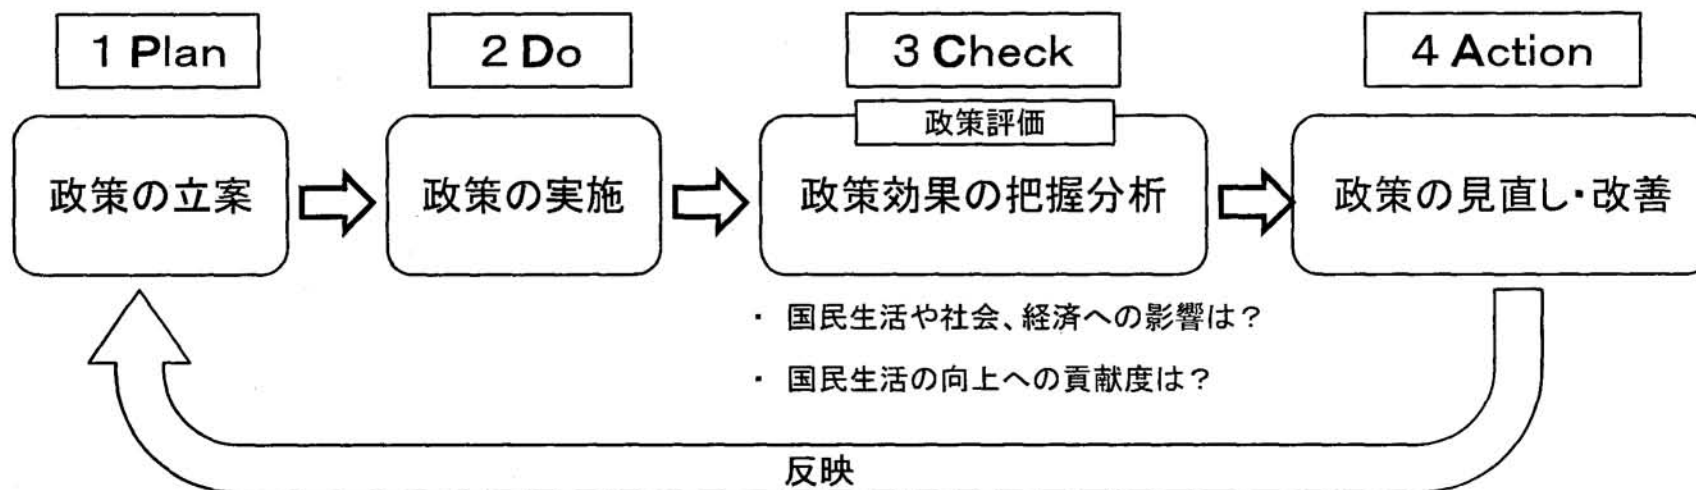 1 Plan
2 Do
3 Check
4 Action
政策評価
政策の立案
政策の実施
政策効果の把握分析
政策の見直し・改善
・ 国民生活や社会、経済への影響は？
・ 国民生活の向上への貢献度は？
反映